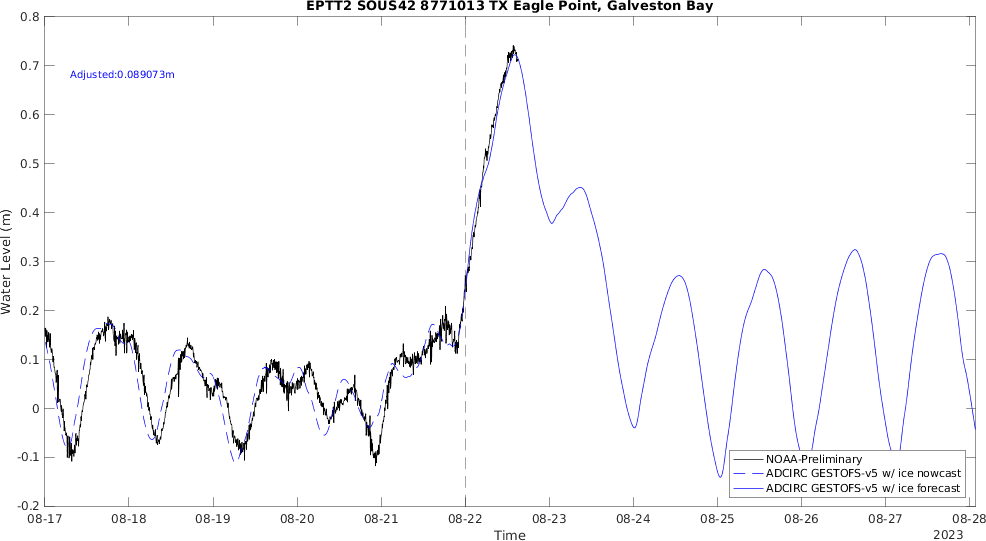 EPTT2 SOUS42 8771013 TX Eagle Point, Galveston Bay
0.8
0.7
0.6
0.5
0.4
0.3
0.2
0.1
0
-0.1
-0.2
Water Level (m)
Adjusted:0.089073m
NOAA-Preliminary
ADCIRC GESTOFS-v5 w/ ice nowcast
ADCIRC GESTOFS-v5 w/ ice forecast
08-17 08-18 08-19 08-20 08-21 08-22 08-23 08-24 08-25 08-26 08-27 08-28
Time
2023